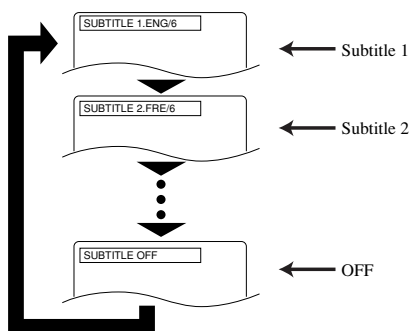 SUBTITLE 1.ENG/6
Subtitle 1
SUBTITLE 2.FRE/6
Subtitle 2
SUBTITLE OFF
OFF